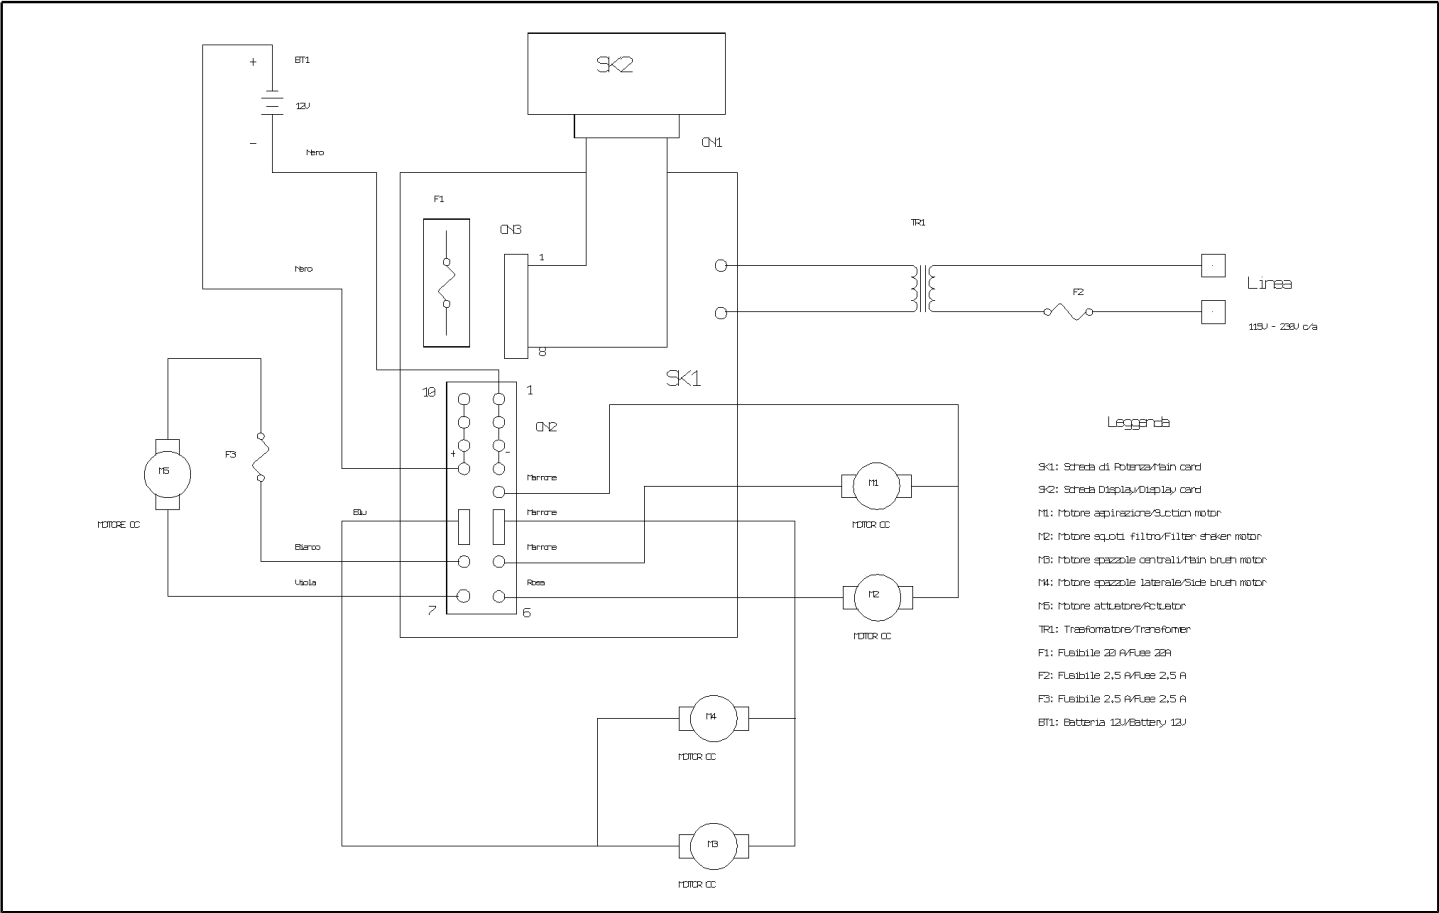 SK2
+ BT1
12V
-
Nero
CN1
F1
CN3
1
TR1
Nero
Linea
F2
115V - 230V c/a
8
SK1
10
1
CN2
Leggenda
+
-
F3
M5
Marrone
M1
SK1: Scheda di Potenza/Main card
SK2: Scheda Display/Display card
Blu
Marrone
M1: Motore aspirazione/Suction motor
MOTORE CC
MOTOR CC
M2: Motore squoti filtro/Filter shaker motor
Bianco
Marrone
M3: Motore spazzole centrali/Main brush motor
Viola
Rosa
M4: Motore spazzole laterale/Side brush motor
M2
7
6
M5: Motore attuatore/Actuator
MOTOR CC
TR1: Trasformatore/Transformer
F1: Fusibile 20 A/Fuse 20A
F2: Fusibile 2,5 A/Fuse 2,5 A
F3: Fusibile 2,5 A/Fuse 2,5 A
M4
BT1: Batteria 12V/Battery 12V
MOTOR CC
M3
MOTOR CC